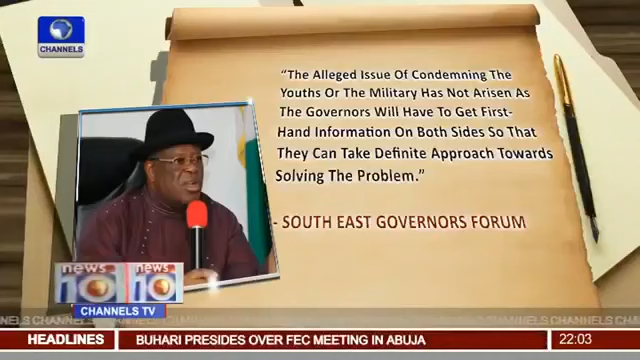 CHANNELS
"The Alleged Issue Of Condemning The
Youths Or The Military Has Not Arisen As
The Governors Will Have To Get First-
Hand Information On Both Sides So That
They Can Take Definite Approach Towards
Solving The Problem."
- SOUTH EAST GOVERNORS FORUM
news 10 news 10
CHANNELS TV
NELS CHANNELS CHANNELS
HEADLINES BUHARI PRESIDES OVER FEC MEETING IN ABUJA 22:03